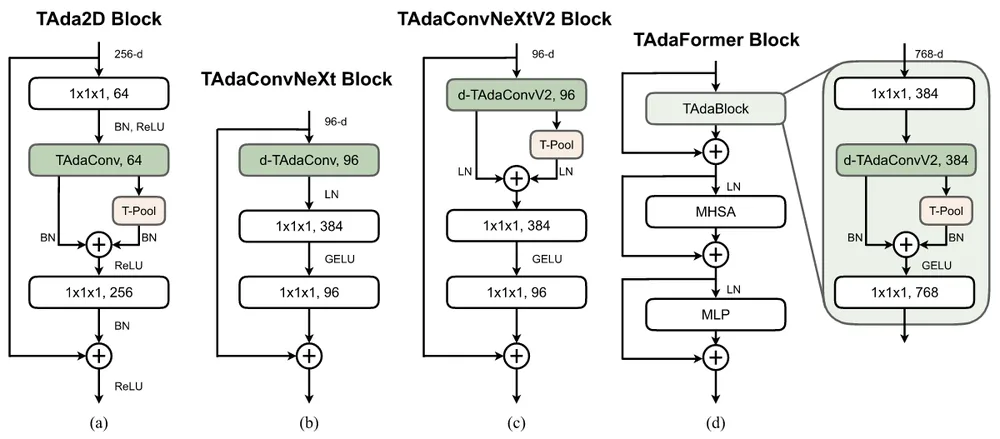 TAda2D Block
256-d
1x1x1, 64
BN, ReLU
TAdaConv, 64
T-Pool
BN
BN
ReLU
1x1x1, 256
BN
ReLU
(a)
TAdaConvNeXt Block
96-d
d-TAdaConv, 96
LN
1x1x1, 384
GELU
1x1x1, 96
(b)
TAdaConvNeXtV2 Block
96-d
d-TAdaConvV2, 96
T-Pool
LN
LN
1x1x1, 384
GELU
1x1x1, 96
(c)
TAdaFormer Block
TAdaBlock
LN
MHSA
LN
MLP
(d)
768-d
1x1x1, 384
d-TAdaConvV2, 384
T-Pool
BN
BN
GELU
1x1x1, 768